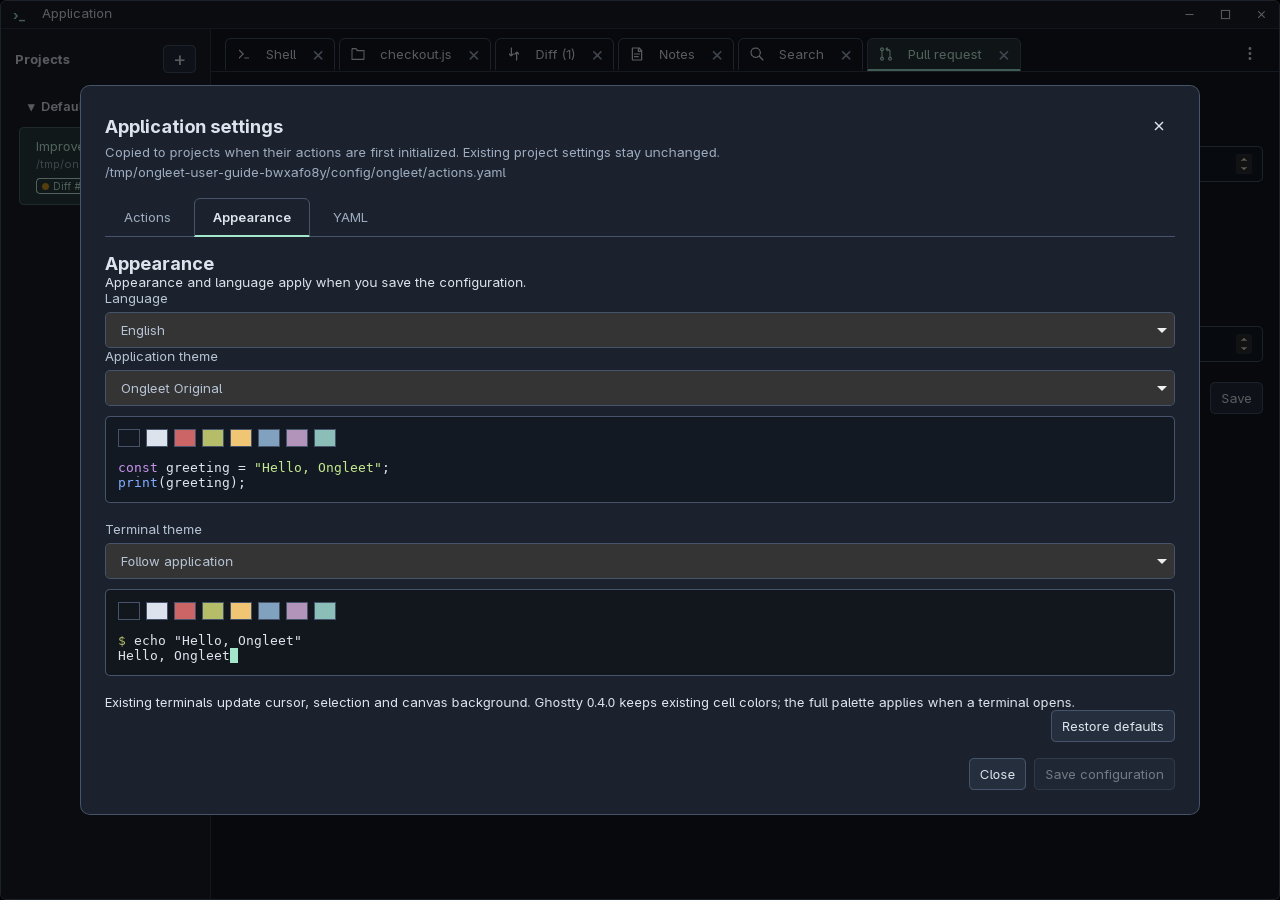 Application
Projects
Shell
checkout.js
Diff (1)
Notes
Search
Pull request
Improve
/tmp/on
Diff #
Save
Application settings
Copied to projects when their actions are first initialized. Existing project settings stay unchanged.
/tmp/ongleet-user-guide-bwxafo8y/config/ongleet/actions.yaml
Actions
Appearance
YAML
Appearance
Appearance and language apply when you save the configuration.
Language
English
Application theme
Ongleet Original
const greeting = "Hello, Ongleet";
print(greeting);
Terminal theme
Follow application
$ echo "Hello, Ongleet"
Hello, Ongleet
Existing terminals update cursor, selection and canvas background. Ghostty 0.4.0 keeps existing cell colors; the full palette applies when a terminal opens.
Restore defaults
Close
Save configuration